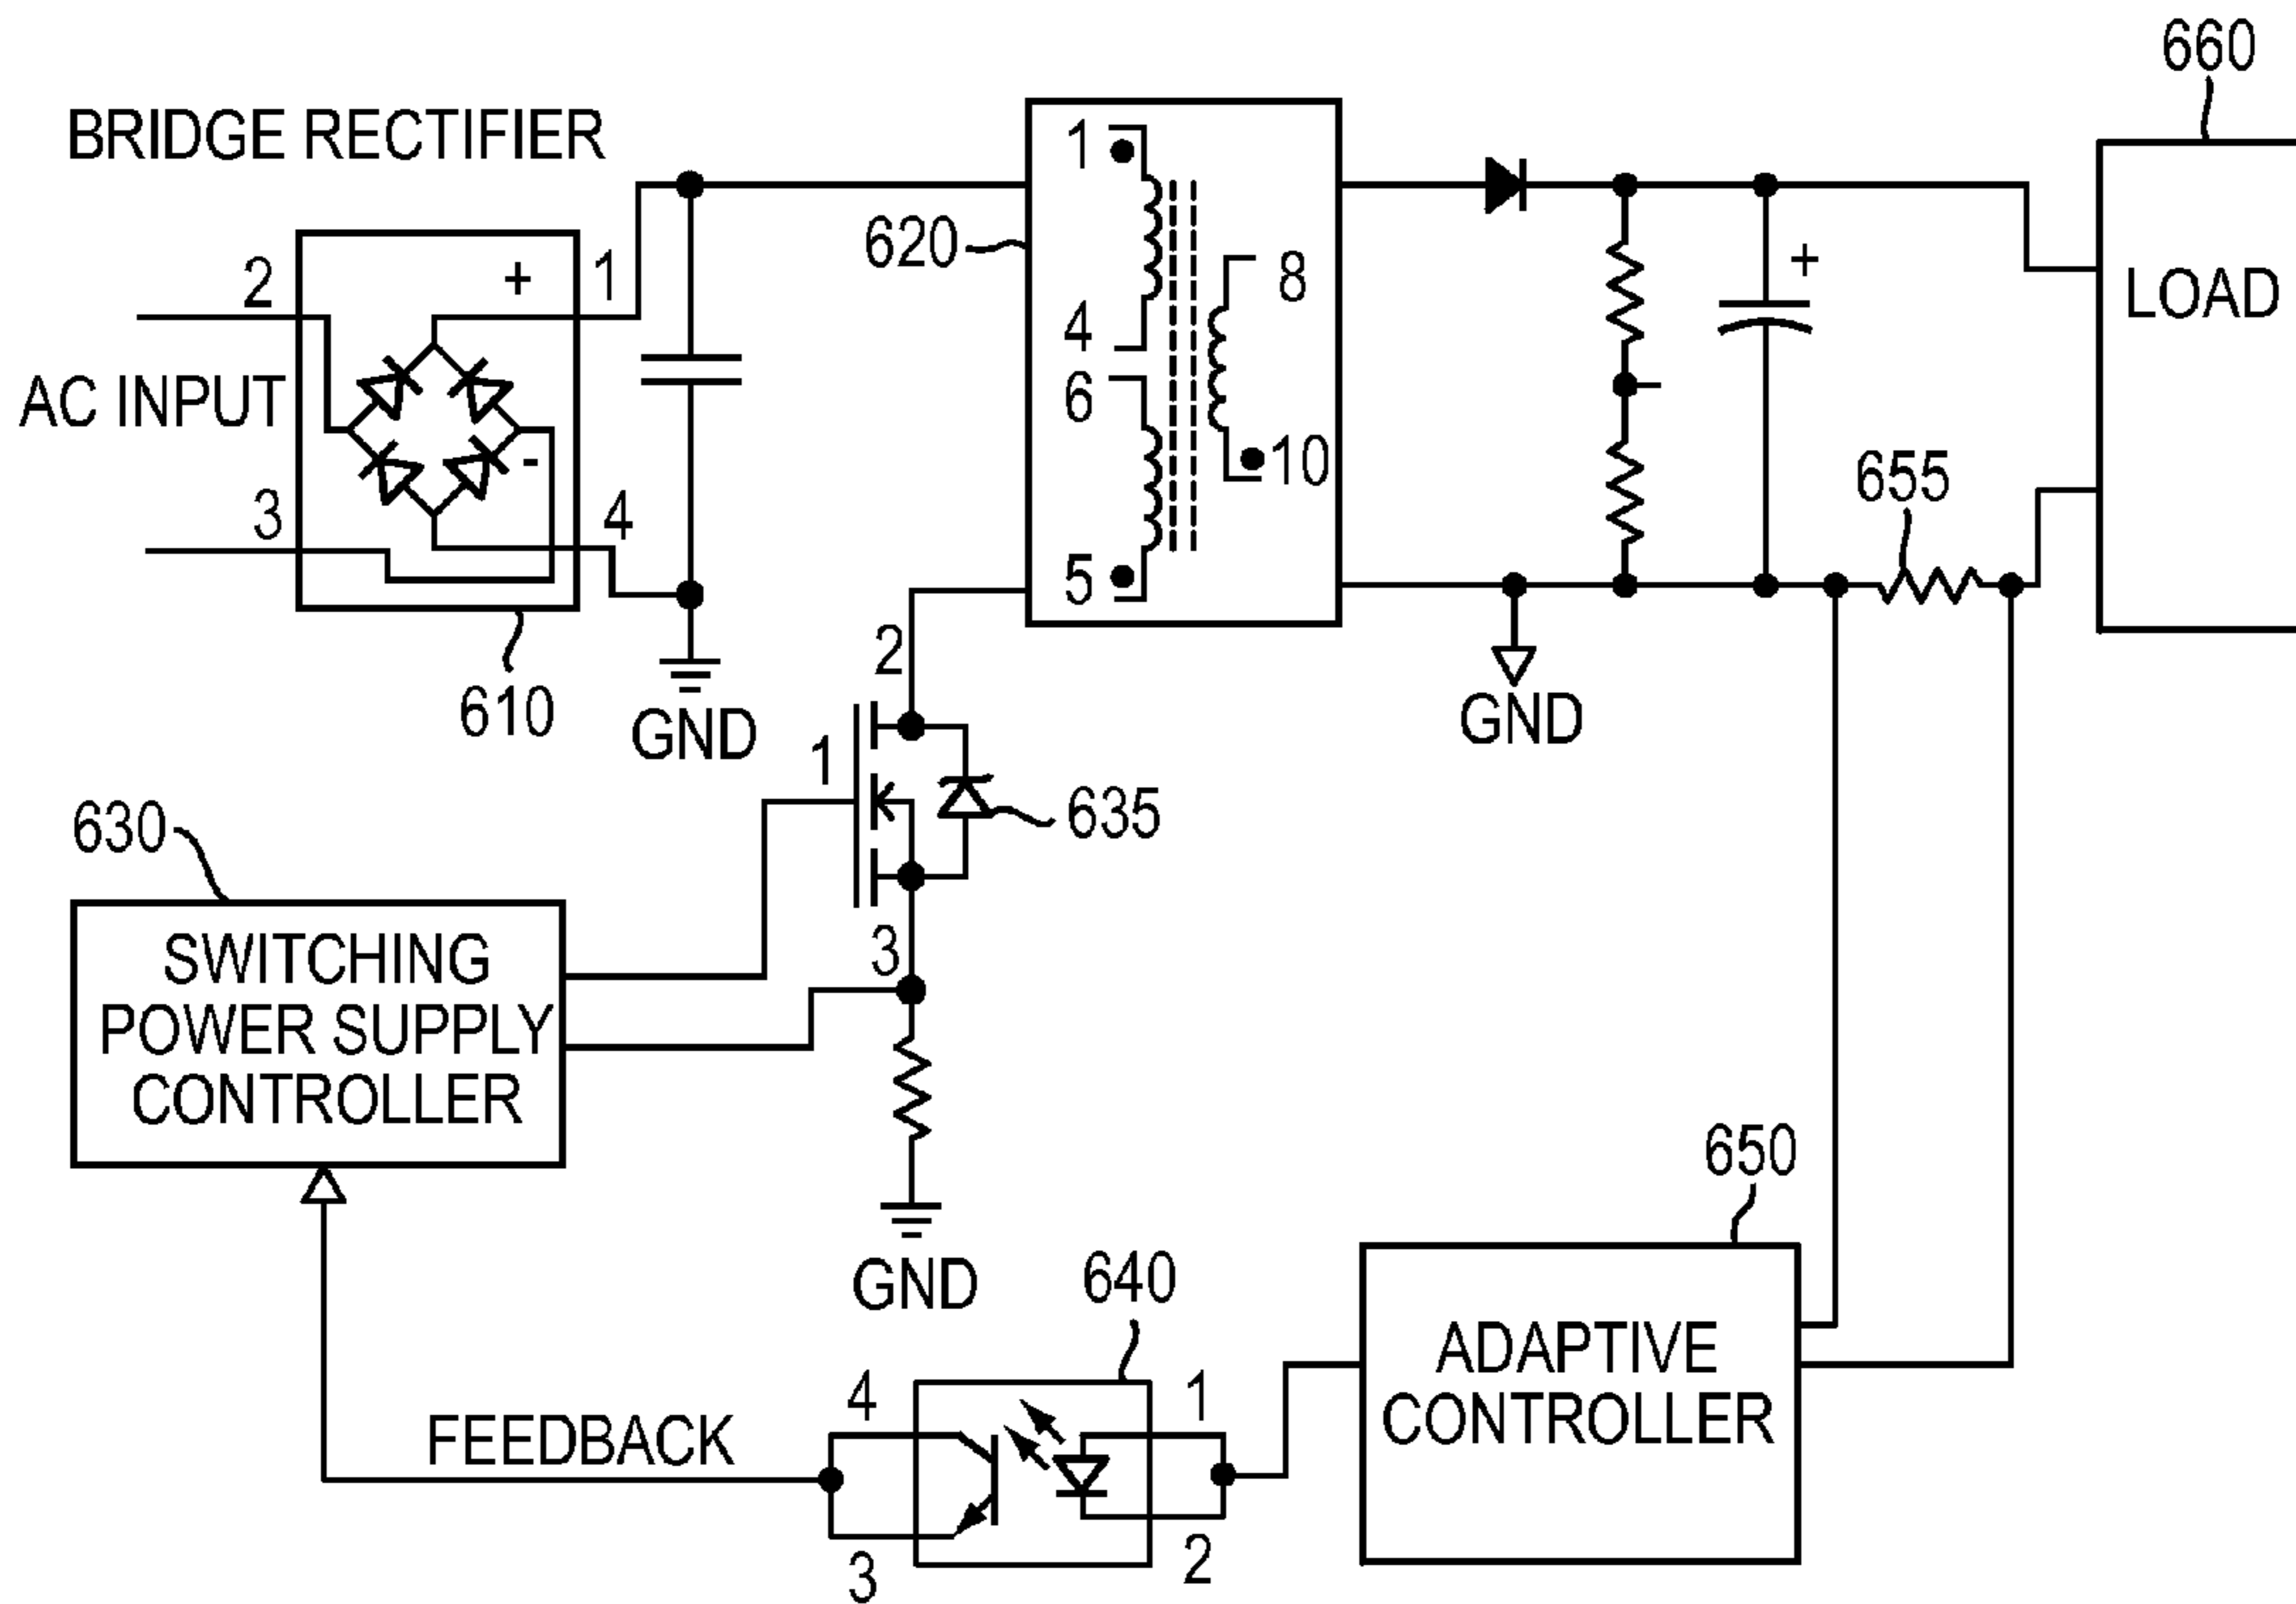 660
BRIDGE RECTIFIER
1
620
2
+
1
8
+
LOAD
4
AC INPUT
6
10
-
655
3
4
5
2
610
GND
GND
1
635
630
3
SWITCHING
POWER SUPPLY
CONTROLLER
650
GND
640
ADAPTIVE
CONTROLLER
4
1
FEEDBACK
3
2